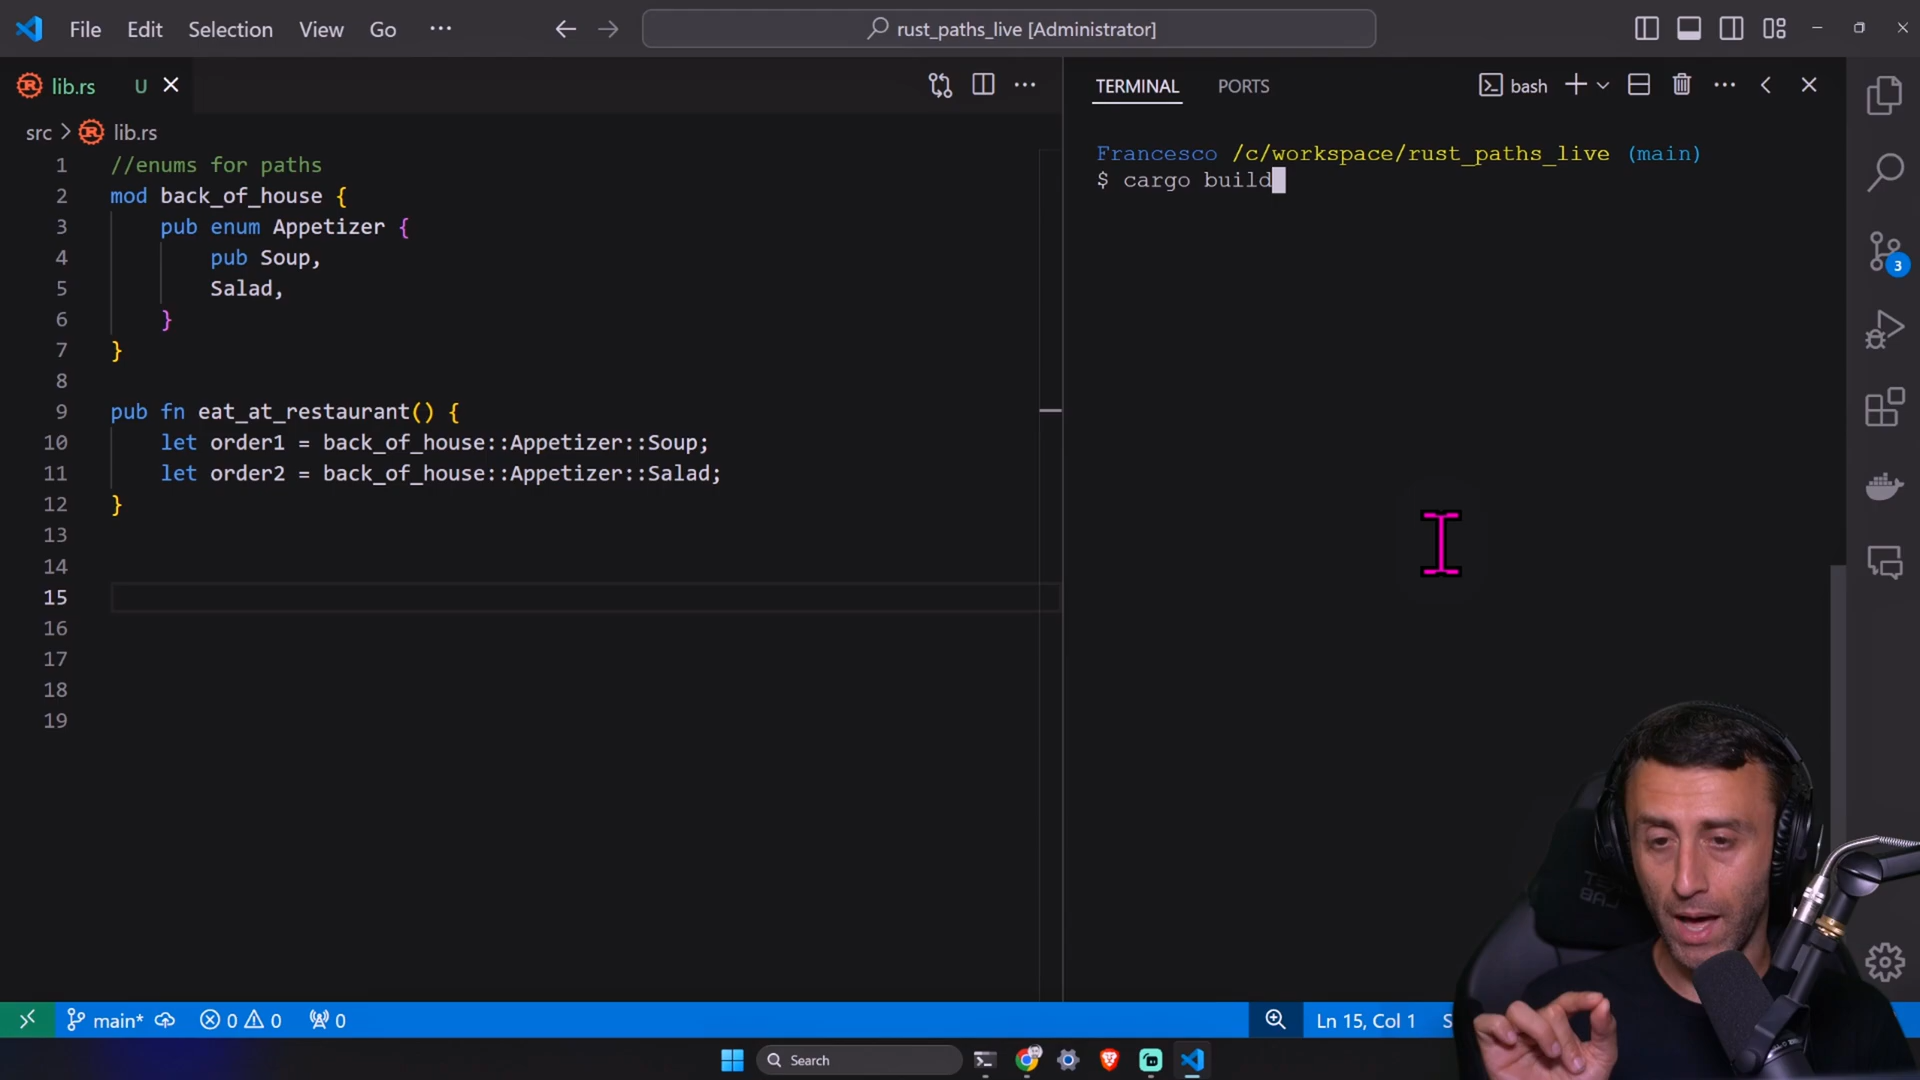 File Edit Selection View Go ··· rust_paths_live [Administrator]
lib.rs U
TERMINAL PORTS bash
src > lib.rs
1 //enums for paths
2 mod back_of_house {
3 pub enum Appetizer {
4 pub Soup,
5 Salad,
6 }
7 }
8
9 pub fn eat_at_restaurant() {
10 let order1 = back_of_house::Appetizer::Soup;
11 let order2 = back_of_house::Appetizer::Salad;
12 }
13
14
15
16
17
18
19
Francesco /c/workspace/rust_paths_live (main)
$ cargo build
3
main* 0 0 0 Ln 15, Col 1
Search